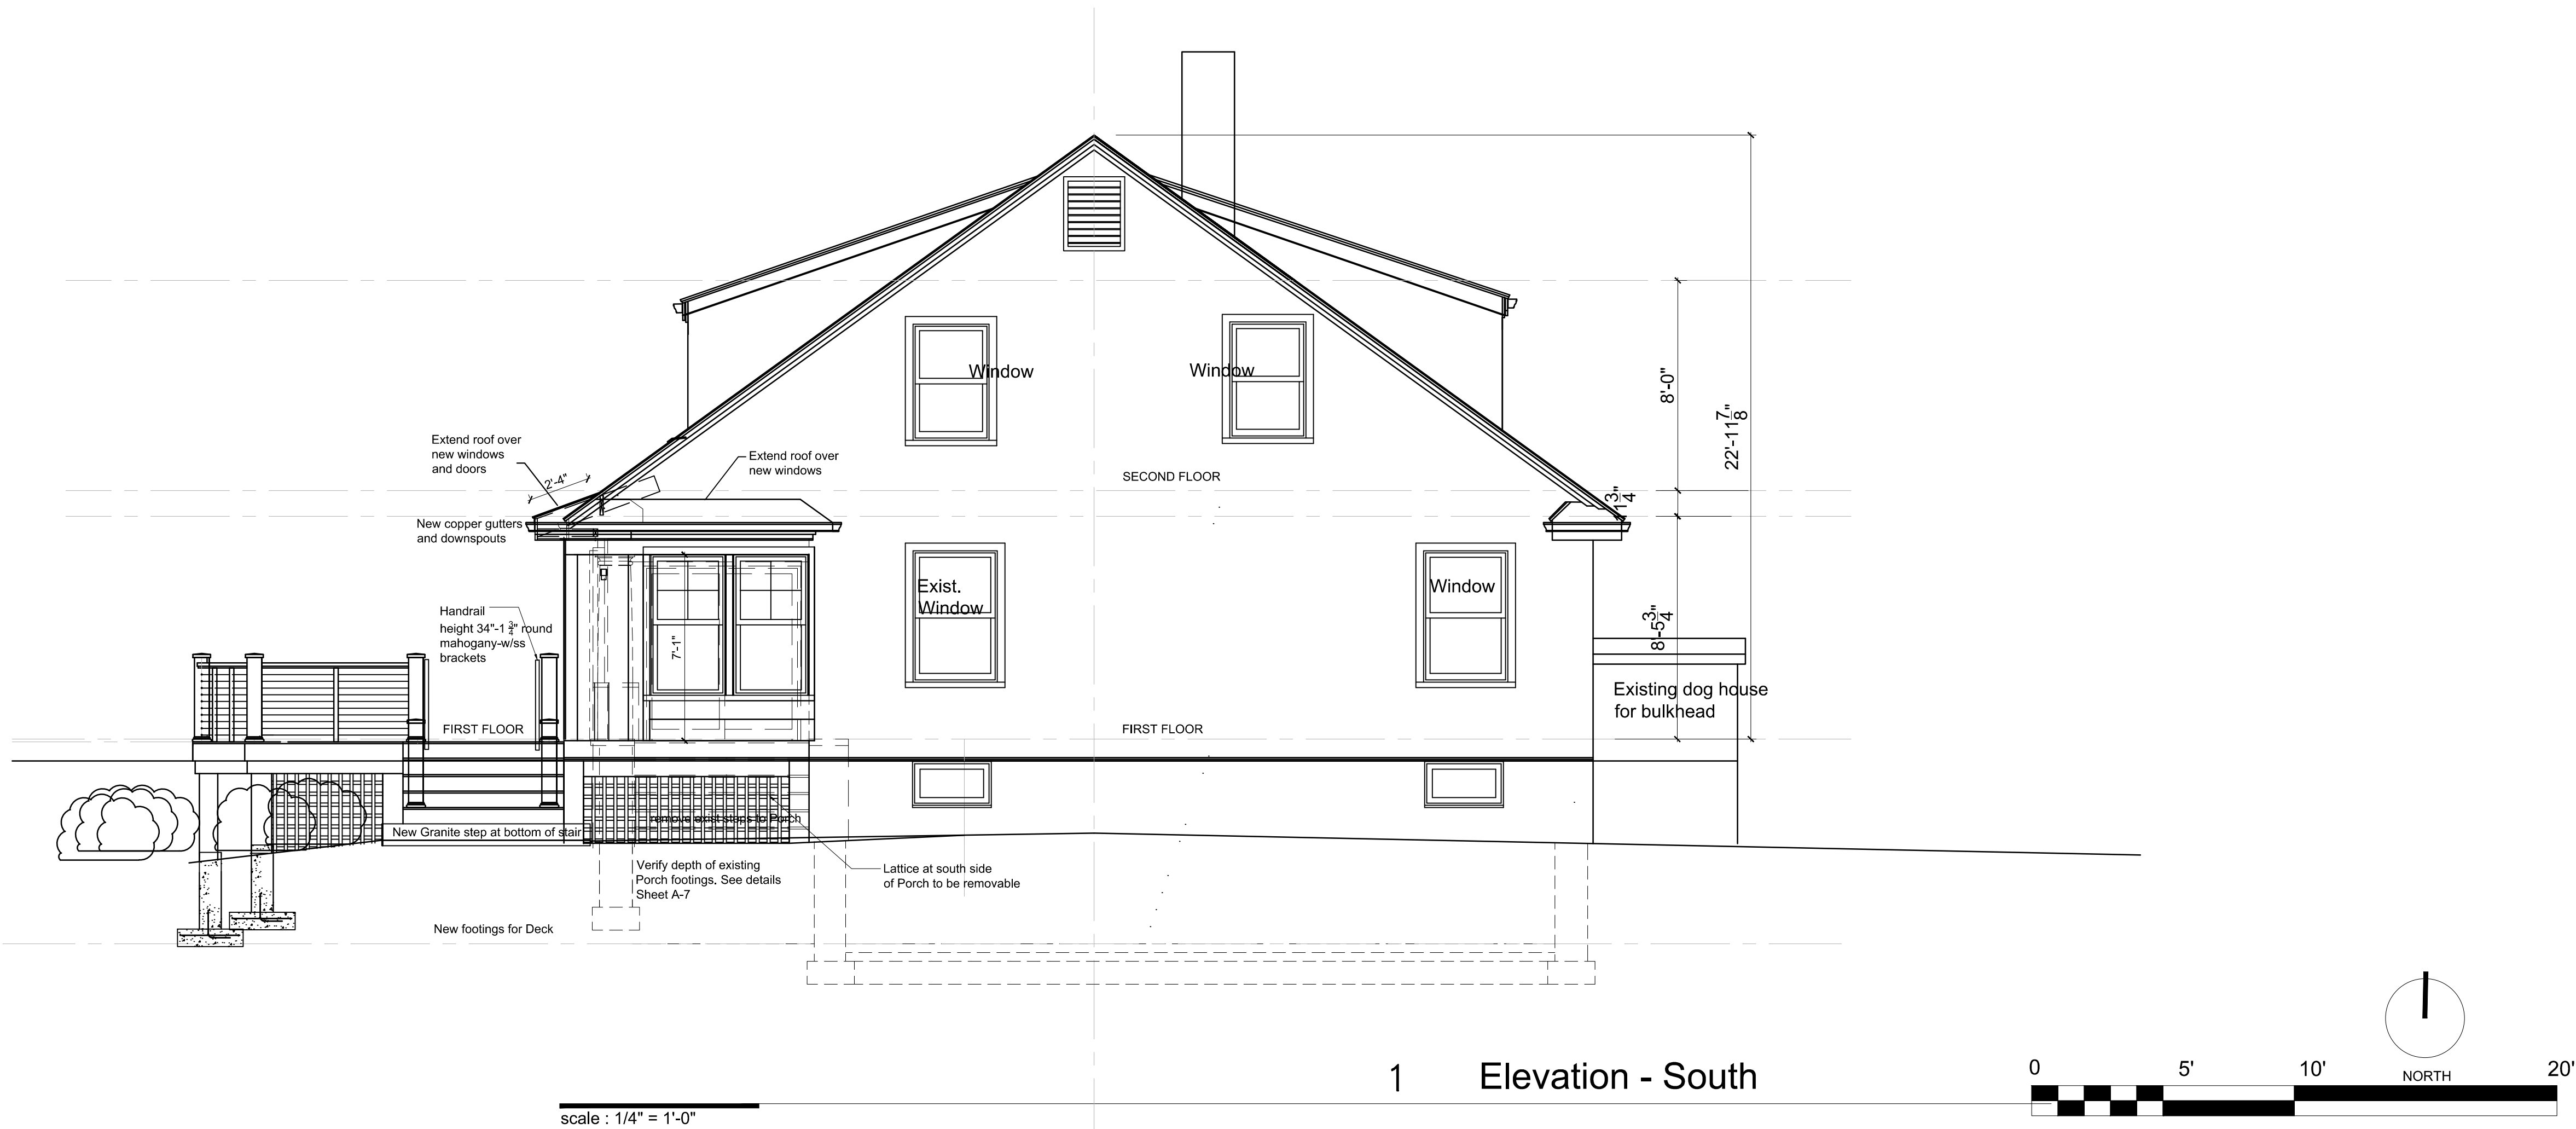 Window
Window
8'-0"
22'-11 7/8"
Extend roof over
new windows
and doors
2'-4"
Extend roof over
new windows
SECOND FLOOR
New copper gutters
and downspouts
Exist.
Window
Window
Handrail
height 34"-1 3/4" round
mahogany-w/ss
brackets
7'-1"
8'-5 3/4"
Existing dog house
for bulkhead
FIRST FLOOR
FIRST FLOOR
remove exist steps to Porch
New Granite step at bottom of stair
Verify depth of existing
Porch footings. See details
Sheet A-7
Lattice at south side
of Porch to be removable
New footings for Deck
1
Elevation - South
scale : 1/4" = 1'-0"
NORTH
0
5'
10'
20'